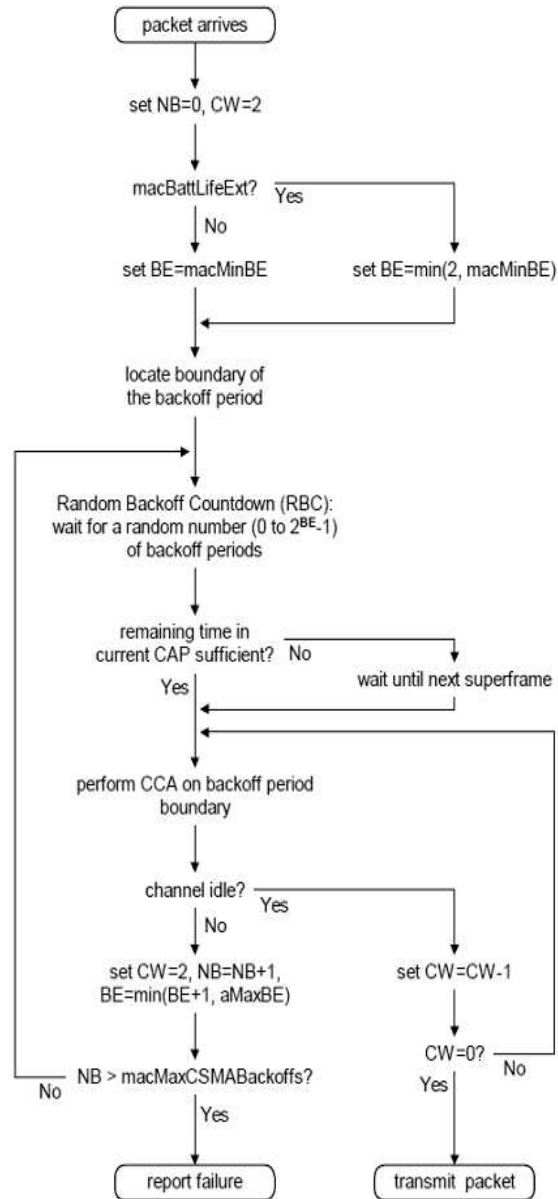 packet arrives
set NB=0, CW=2
macBattLifeExt?
Yes
No
set BE=macMinBE
set BE=min(2, macMinBE)
locate boundary of
the backoff period
Random Backoff Countdown (RBC):
wait for a random number (0 to 2^BE-1)
of backoff periods
remaining time in
current CAP sufficient?
No
Yes
wait until next superframe
perform CCA on backoff period
boundary
channel idle?
Yes
No
set CW=2, NB=NB+1,
BE=min(BE+1, aMaxBE)
set CW=CW-1
CW=0?
No
Yes
NB > macMaxCSMABackoffs?
No
Yes
report failure
transmit packet